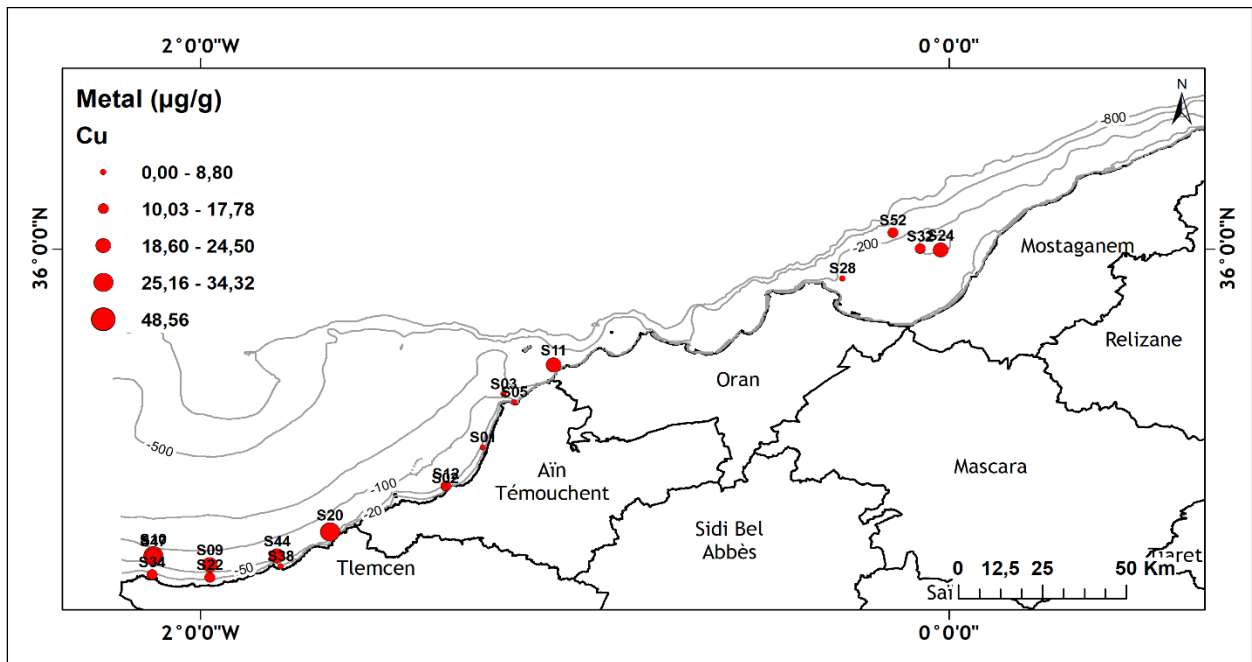 2°0'0"W
0°0'0"
Metal (µg/g)
Cu
0,00 - 8,80
10,03 - 17,78
18,60 - 24,50
25,16 - 34,32
48,56
N
-800
36°0'0"N
36°0'0"N
S52
S32
S24
-200
S28
Mostaganem
Relizane
S11
Oran
S03
S05
-500
S01
Mascara
Aïn
Témouchent
S12
S02
-100
-20
Sidi Bel
Abbès
S20
S09
S44
S34
S22
-50
S38
Tlemcen
Tiaret
0 12,5 25 50 Km
Saï
2°0'0"W
0°0'0"